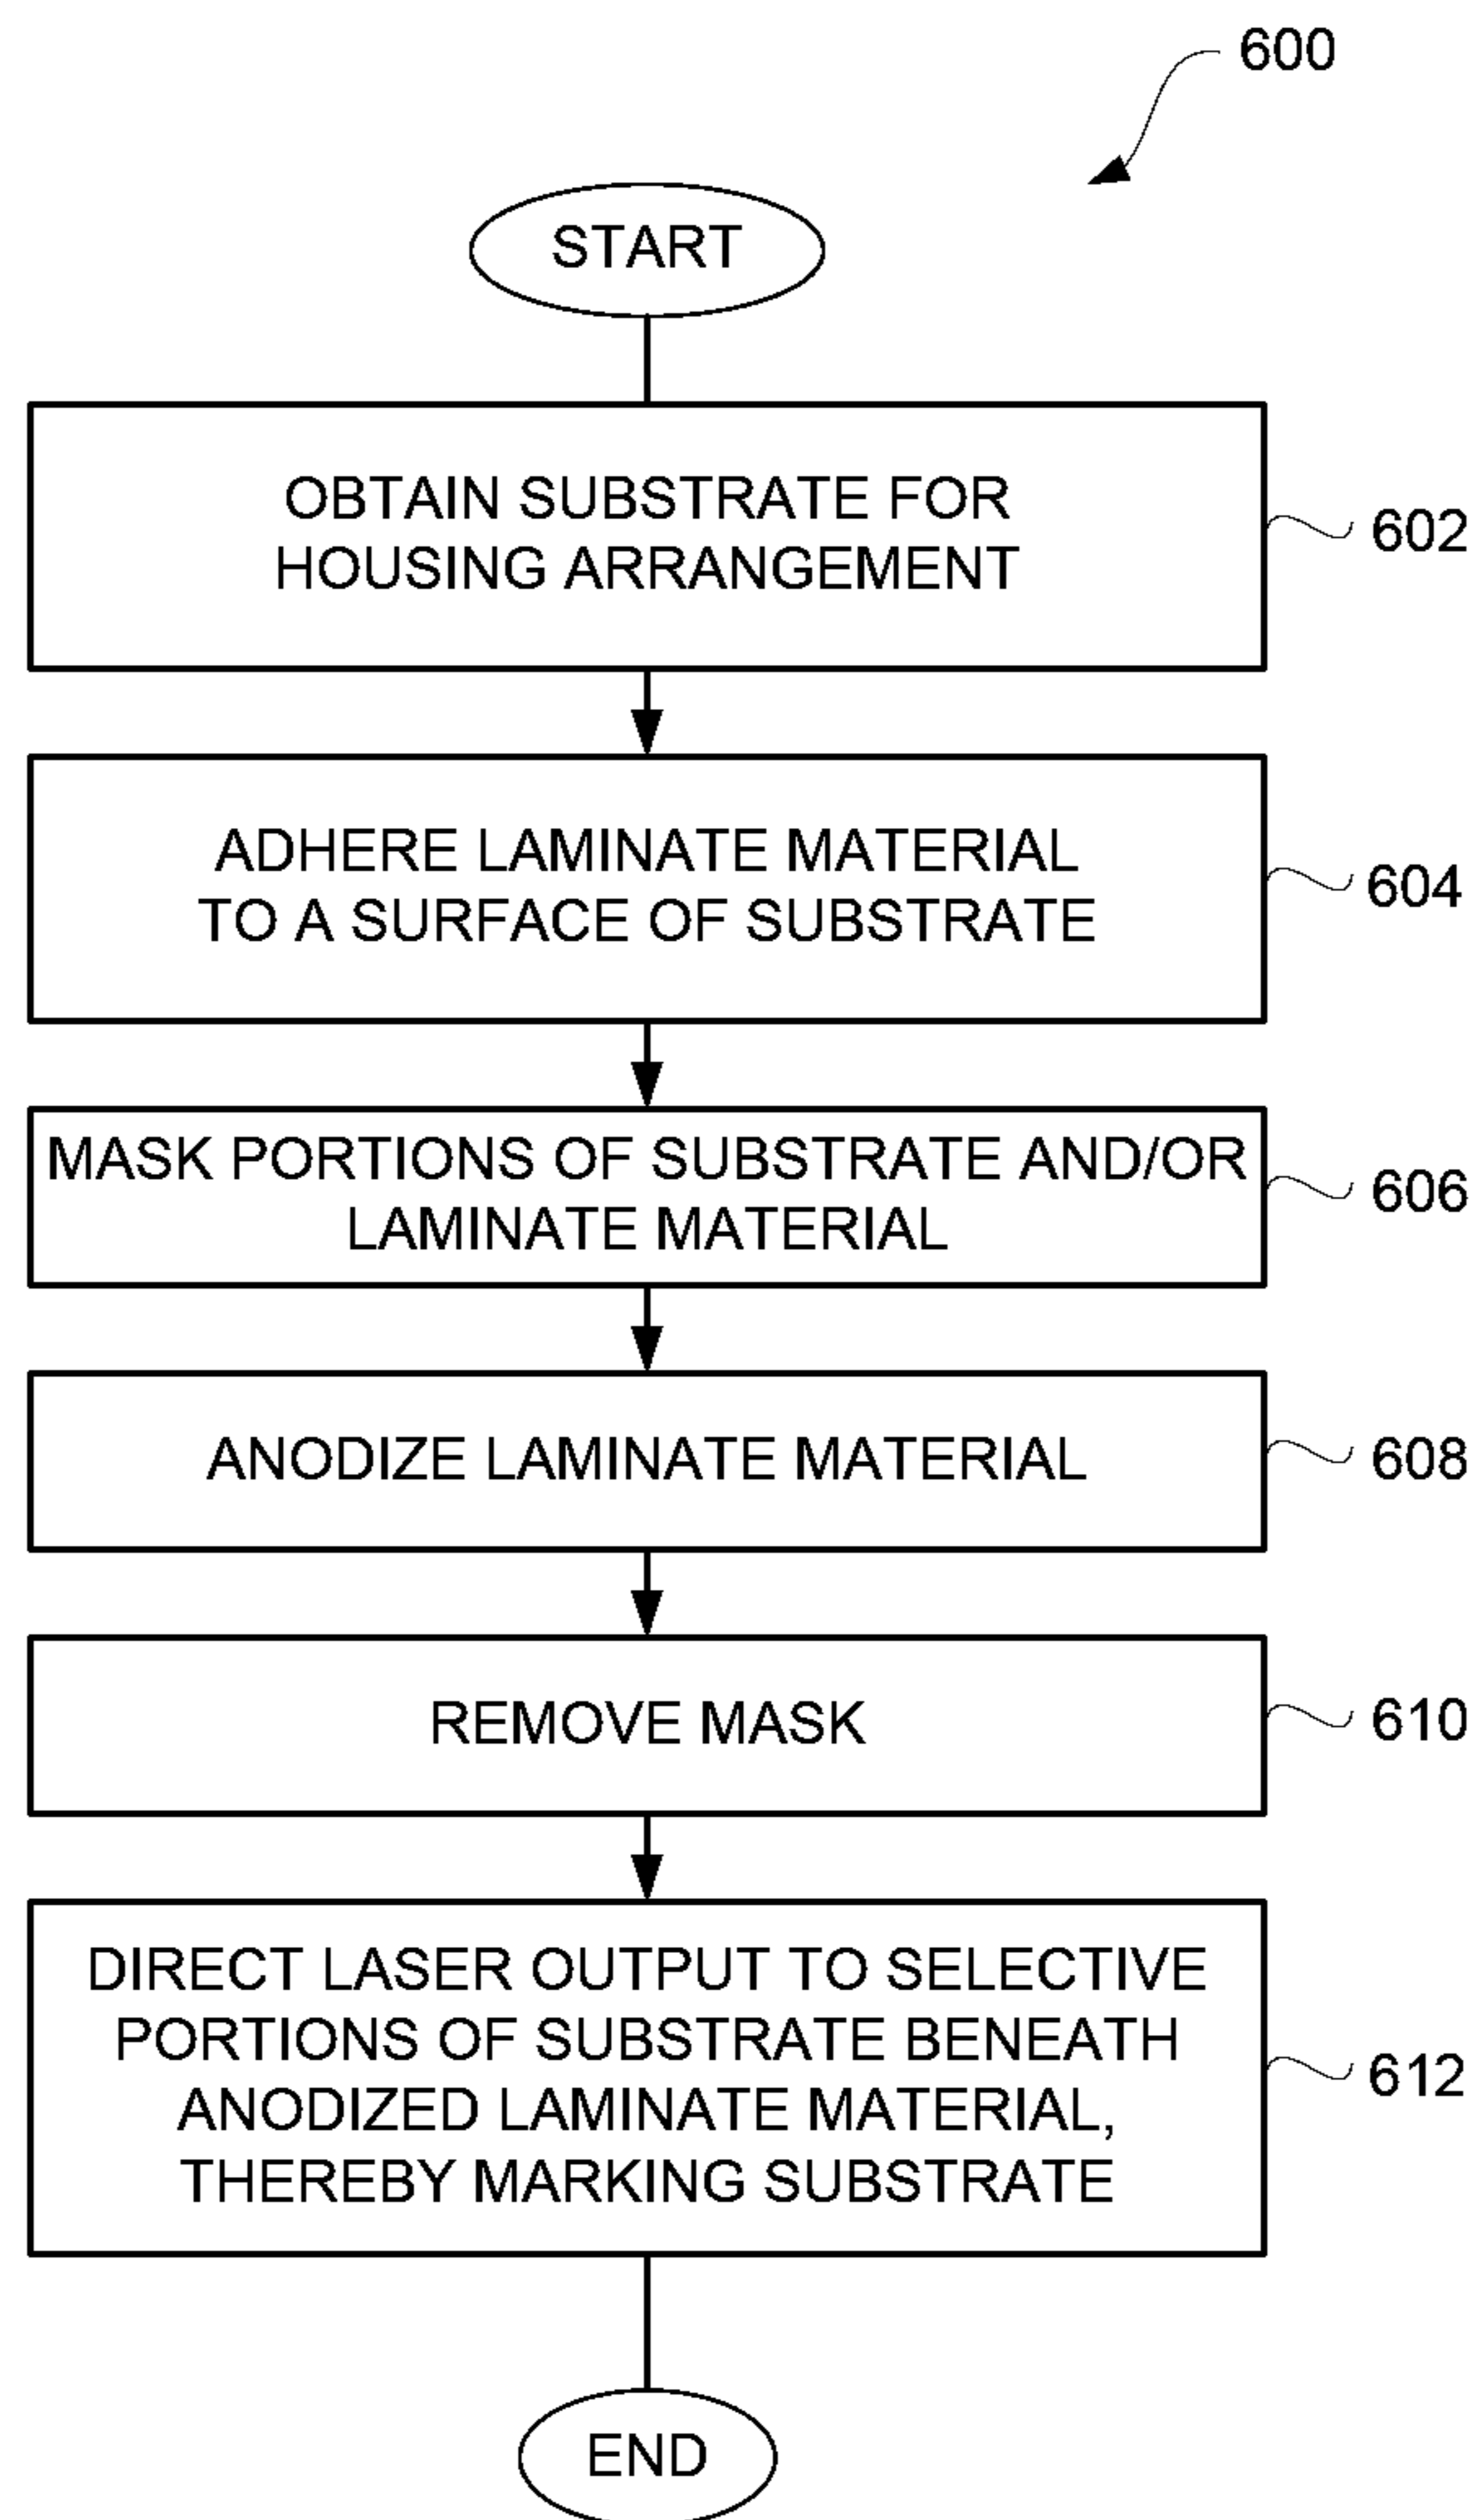 600
START
OBTAIN SUBSTRATE FOR
HOUSING ARRANGEMENT
602
ADHERE LAMINATE MATERIAL
TO A SURFACE OF SUBSTRATE
604
MASK PORTIONS OF SUBSTRATE AND/OR
LAMINATE MATERIAL
606
ANODIZE LAMINATE MATERIAL
608
REMOVE MASK
610
DIRECT LASER OUTPUT TO SELECTIVE
PORTIONS OF SUBSTRATE BENEATH
ANODIZED LAMINATE MATERIAL,
THEREBY MARKING SUBSTRATE
612
END